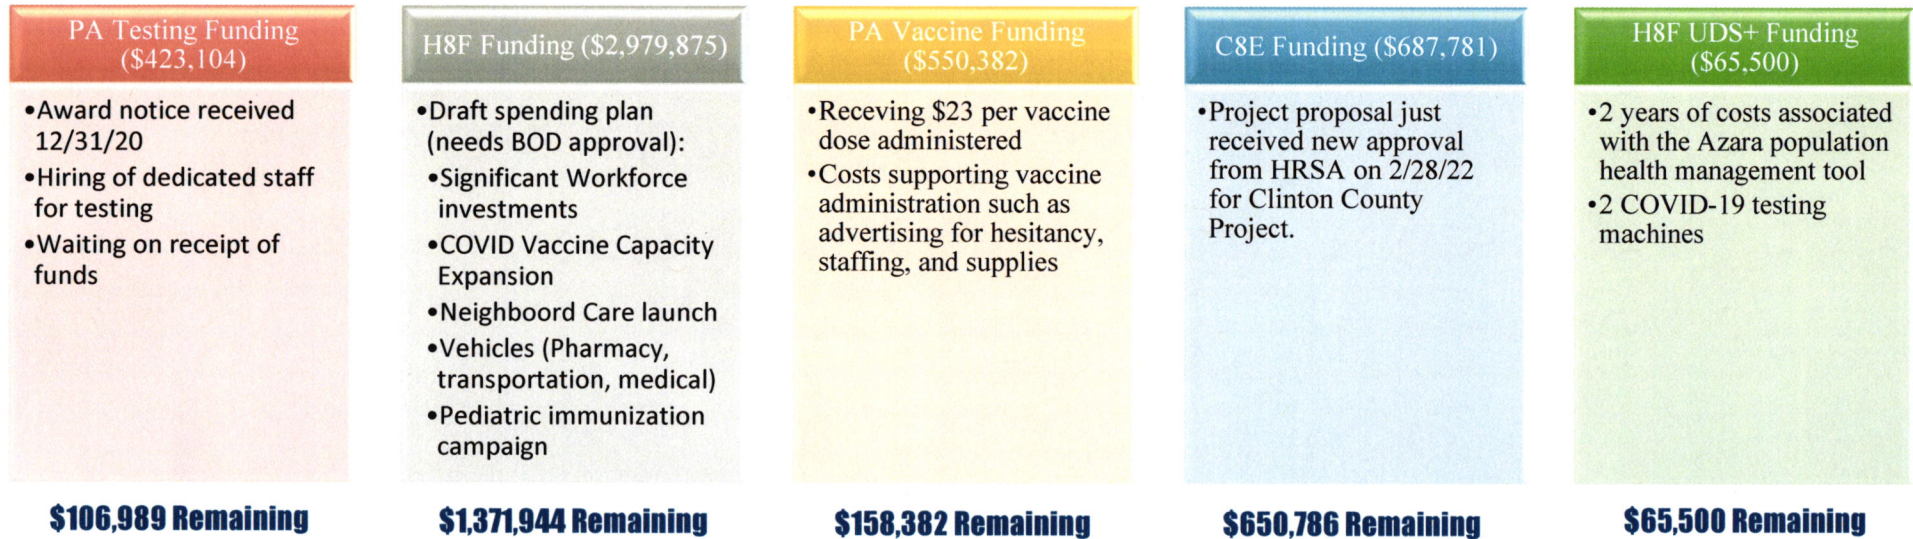 PA Testing Funding
($423,104)
•Award notice received
12/31/20
•Hiring of dedicated staff
for testing
•Waiting on receipt of
funds
$106,989 Remaining
H8F Funding ($2,979,875)
•Draft spending plan
(needs BOD approval):
•Significant Workforce
investments
•COVID Vaccine Capacity
Expansion
•Neighboord Care launch
•Vehicles (Pharmacy,
transportation, medical)
•Pediatric immunization
campaign
$1,371,944 Remaining
PA Vaccine Funding
($550,382)
•Receving $23 per vaccine
dose administered
•Costs supporting vaccine
administration such as
advertising for hesitancy,
staffing, and supplies
$158,382 Remaining
C8E Funding ($687,781)
•Project proposal just
received new approval
from HRSA on 2/28/22
for Clinton County
Project.
$650,786 Remaining
H8F UDS+ Funding
($65,500)
•2 years of costs associated
with the Azara population
health management tool
•2 COVID-19 testing
machines
$65,500 Remaining